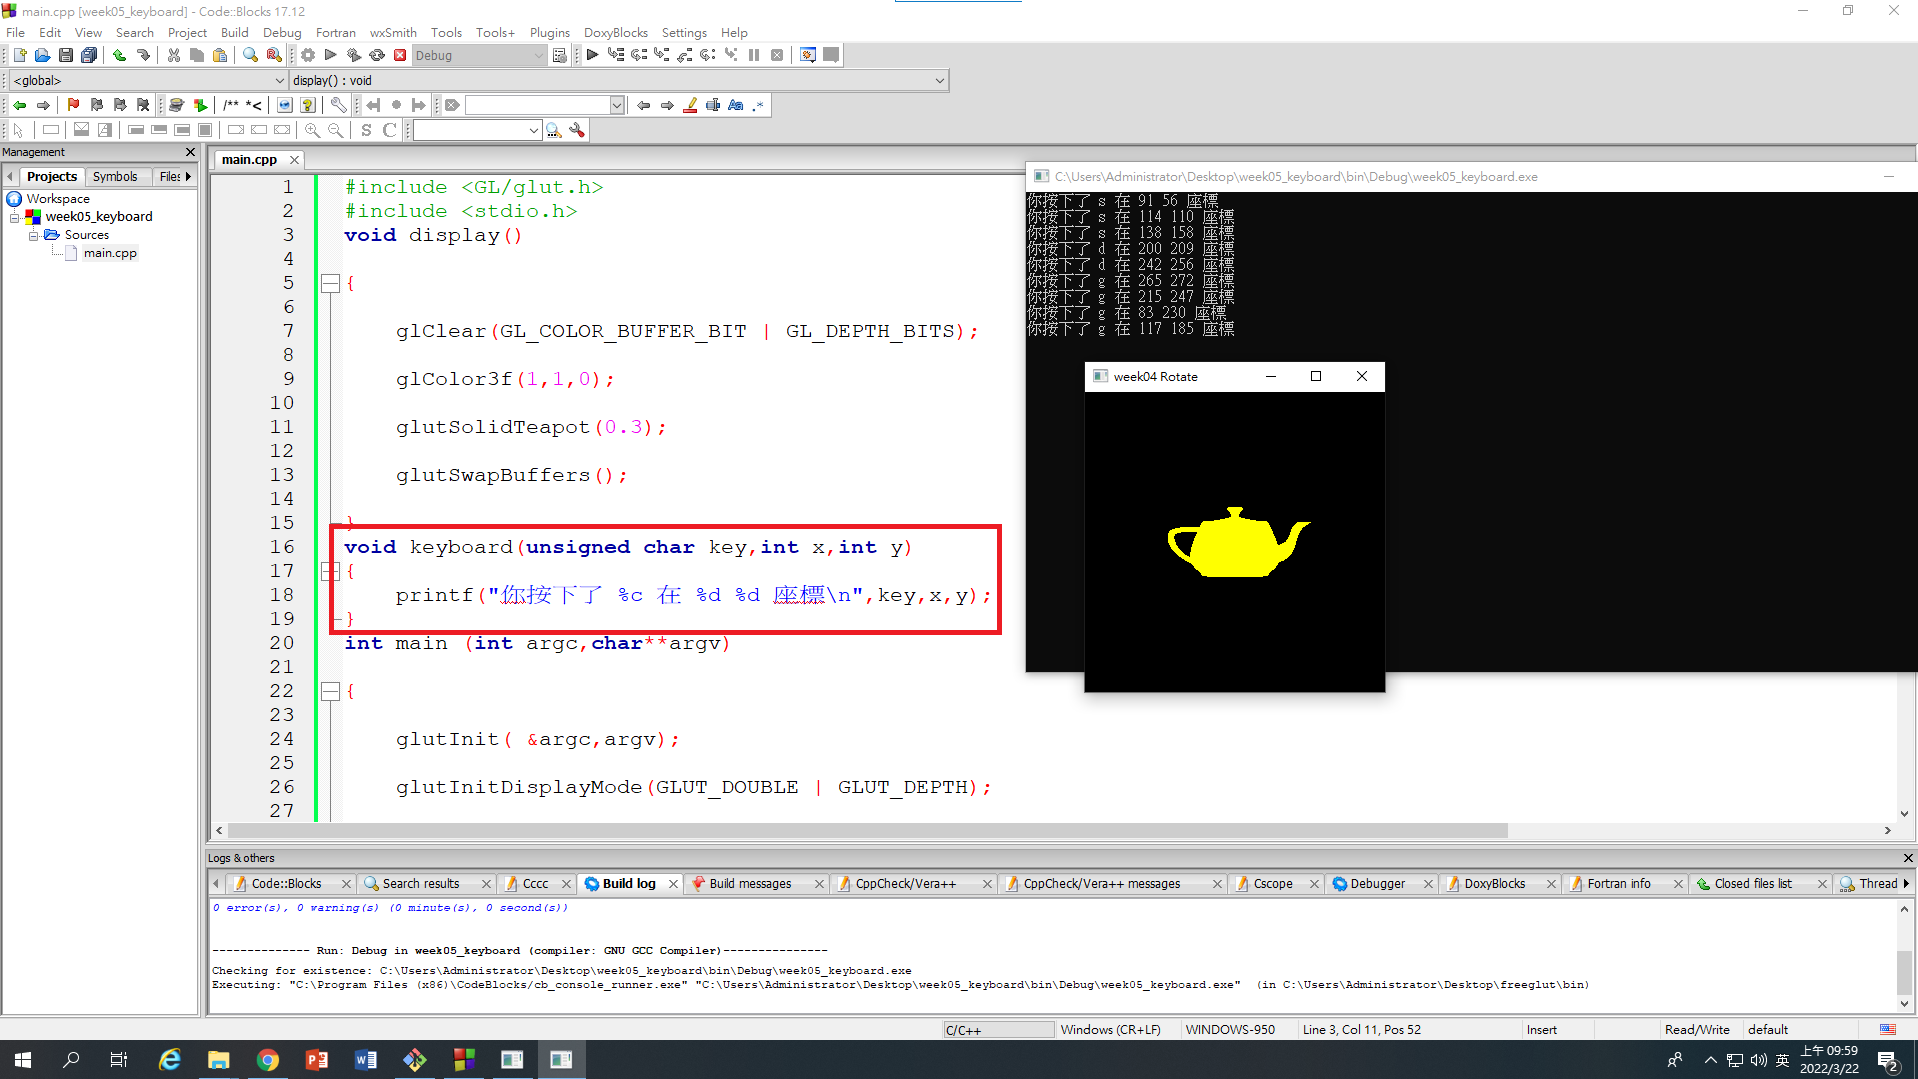 main.cpp [week05_keyboard] - Code::Blocks 17.12
File Edit View Search Project Build Debug Fortran wxSmith Tools Tools+ Plugins DoxyBlocks Settings Help
Debug
<global> display() : void
/** *<
Aa .*
S C
Management
Projects Symbols Files
Workspace
week05_keyboard
Sources
main.cpp
main.cpp
1 #include <GL/glut.h>
2 #include <stdio.h>
3 void display()
4
5 {
6
7 glClear(GL_COLOR_BUFFER_BIT | GL_DEPTH_BITS);
8
9 glColor3f(1,1,0);
10
11 glutSolidTeapot(0.3);
12
13 glutSwapBuffers();
14
15 }
16 void keyboard(unsigned char key,int x,int y)
17 {
18 printf("你按下了 %c 在 %d %d 座標\n",key,x,y);
19 }
20 int main (int argc,char**argv)
21
22 {
23
24 glutInit( &argc,argv);
25
26 glutInitDisplayMode(GLUT_DOUBLE | GLUT_DEPTH);
27
C:\Users\Administrator\Desktop\week05_keyboard\bin\Debug\week05_keyboard.exe
你按下了 s 在 91 56 座標
你按下了 s 在 114 110 座標
你按下了 s 在 138 158 座標
你按下了 d 在 200 209 座標
你按下了 d 在 242 256 座標
你按下了 g 在 265 272 座標
你按下了 g 在 215 247 座標
你按下了 g 在 83 230 座標
你按下了 g 在 117 185 座標
week04 Rotate
Logs & others
Code::Blocks Search results Cccc Build log Build messages CppCheck/Vera++ CppCheck/Vera++ messages Cscope Debugger DoxyBlocks Fortran info Closed files list Thread
0 error(s), 0 warning(s) (0 minute(s), 0 second(s))
-------------- Run: Debug in week05_keyboard (compiler: GNU GCC Compiler)---------------
Checking for existence: C:\Users\Administrator\Desktop\week05_keyboard\bin\Debug\week05_keyboard.exe
Executing: "C:\Program Files (x86)\CodeBlocks/cb_console_runner.exe" "C:\Users\Administrator\Desktop\week05_keyboard\bin\Debug\week05_keyboard.exe" (in C:\Users\Administrator\Desktop\freeglut\bin)
C/C++ Windows (CR+LF) WINDOWS-950 Line 3, Col 11, Pos 52 Insert Read/Write default
英 上午 09:59
2022/3/22
2